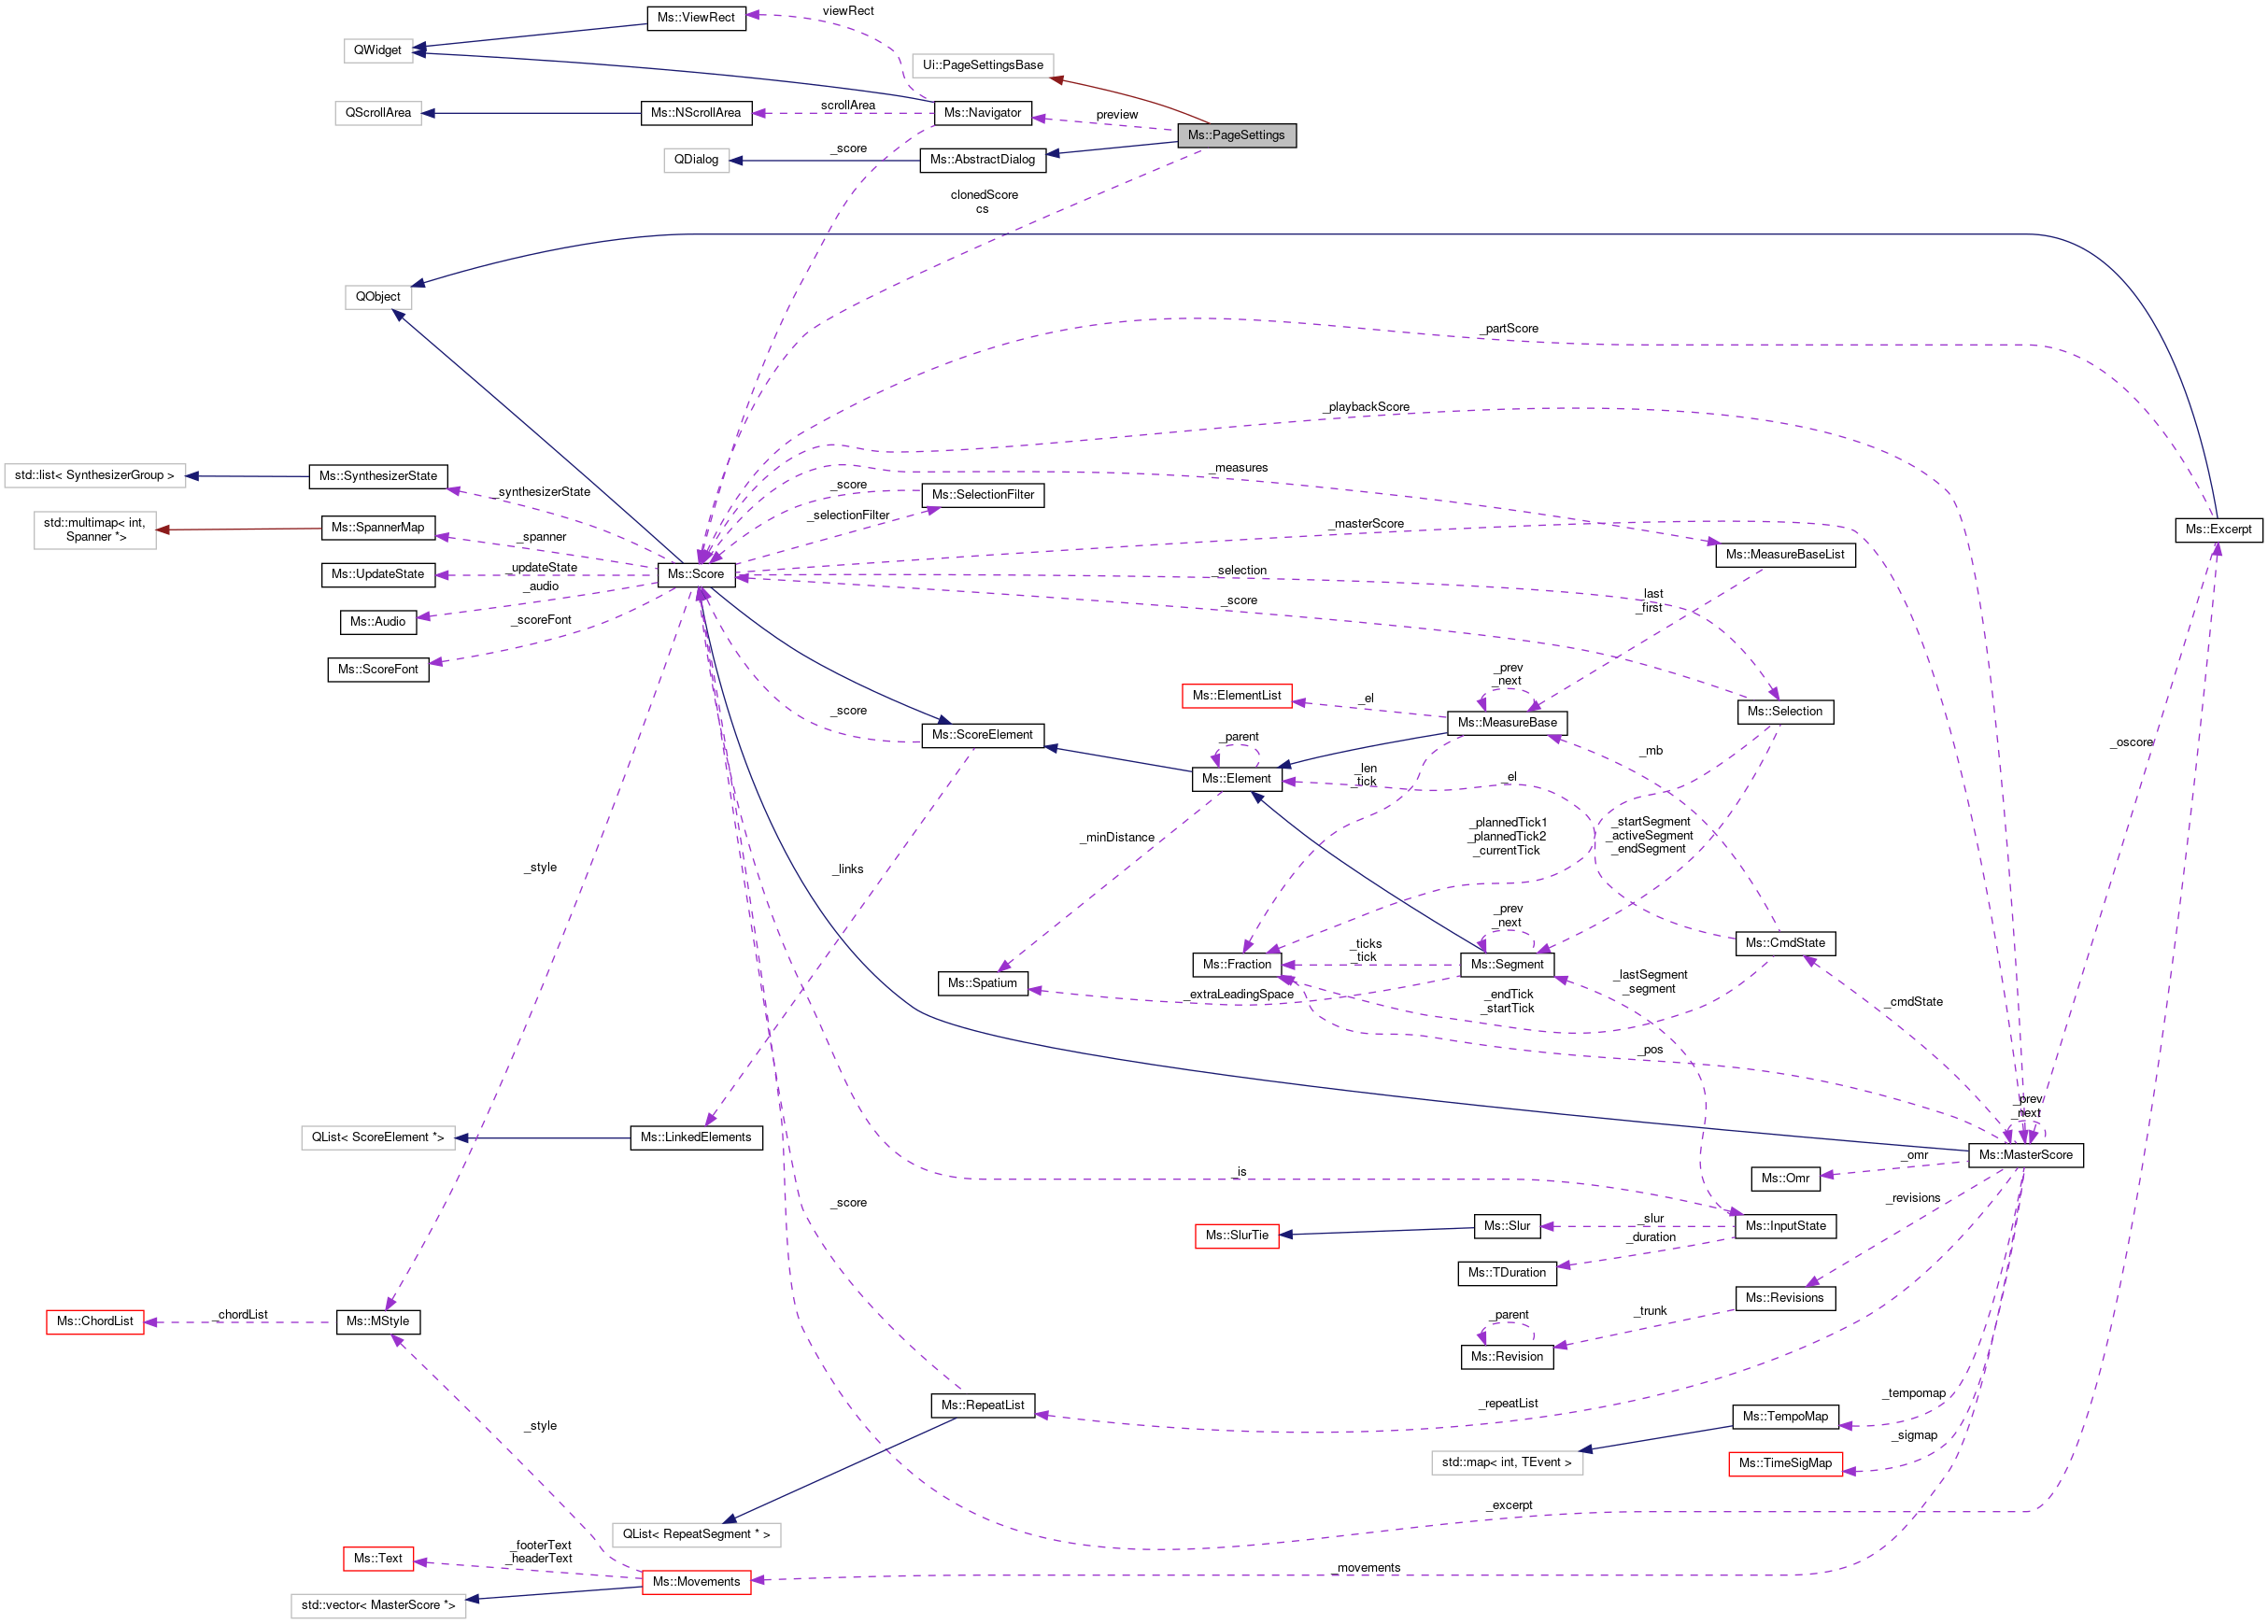 viewRect
Ms::ViewRect
QWidget
Ui::PageSettingsBase
scrollArea
QScrollArea
Ms::NScrollArea
Ms::Navigator
preview
Ms::PageSettings
_score
QDialog
Ms::AbstractDialog
clonedScore
cs
QObject
_partScore
_playbackScore
std::list< SynthesizerGroup >
Ms::SynthesizerState
_synthesizerState
_score
Ms::SelectionFilter
_measures
_selectionFilter
_masterScore
Ms::Excerpt
std::multimap< int,
Spanner *>
Ms::SpannerMap
_spanner
Ms::MeasureBaseList
Ms::UpdateState
_updateState
Ms::Score
_selection
_audio
_score
_last
_first
Ms::Audio
_scoreFont
Ms::ScoreFont
_prev
_next
Ms::ElementList
_el
Ms::MeasureBase
Ms::Selection
_score
Ms::ScoreElement
_parent
_mb
_oscore
Ms::Element
_len
_tick
_el
_minDistance
_plannedTick1
_plannedTick2
_currentTick
_startSegment
_activeSegment
_endSegment
_style
_links
_prev
_next
Ms::CmdState
Ms::Fraction
_ticks
_tick
Ms::Segment
Ms::Spatium
_extraLeadingSpace
_lastSegment
_segment
_endTick
_startTick
_cmdState
_pos
_prev
_next
QList< ScoreElement *>
Ms::LinkedElements
Ms::MasterScore
_omr
_is
Ms::Omr
_score
_revisions
Ms::SlurTie
Ms::Slur
_slur
Ms::InputState
_duration
Ms::TDuration
Ms::Revisions
Ms::ChordList
_chordList
Ms::MStyle
_parent
_trunk
Ms::Revision
_tempomap
Ms::RepeatList
_repeatList
Ms::TempoMap
_style
_sigmap
std::map< int, TEvent >
Ms::TimeSigMap
_excerpt
QList< RepeatSegment * >
_footerText
_headerText
Ms::Text
_movements
Ms::Movements
std::vector< MasterScore *>